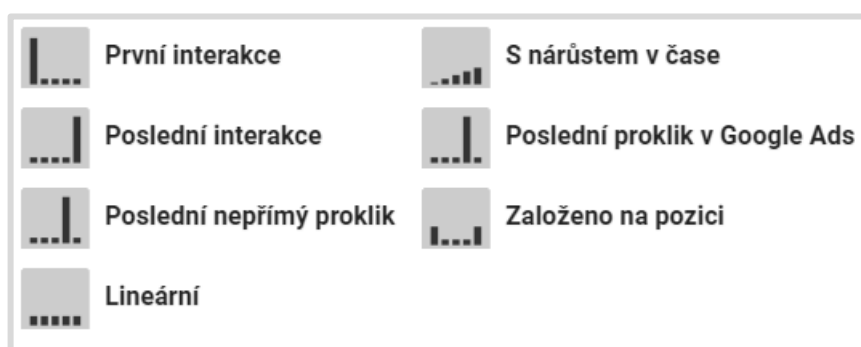 První interakce
S nárůstem v čase
Poslední interakce
Poslední proklik v Google Ads
Poslední nepřímý proklik
Založeno na pozici
Lineární